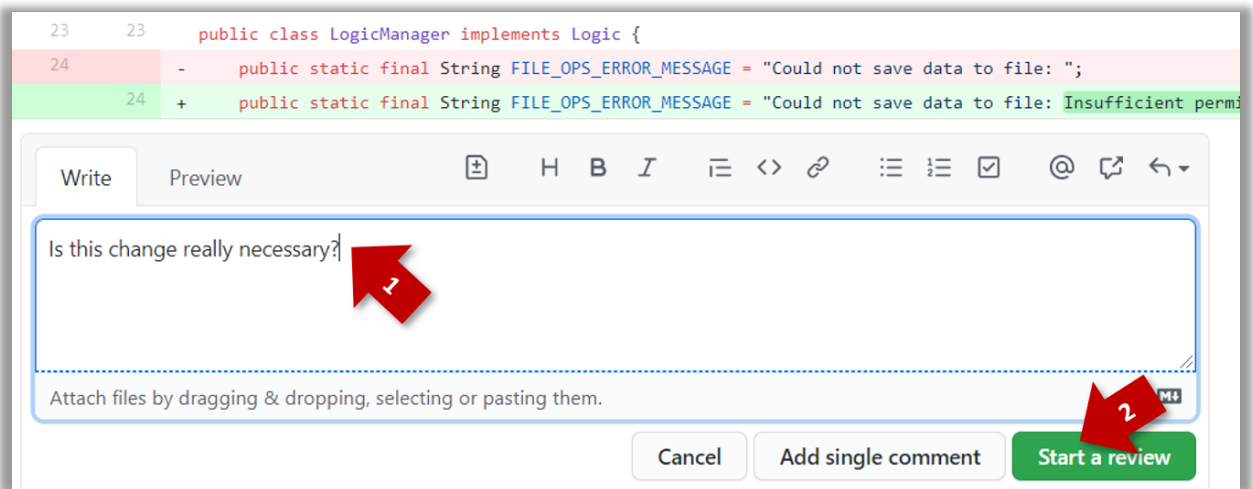 23 23 public class LogicManager implements Logic {
24 - public static final String FILE_OPS_ERROR_MESSAGE = "Could not save data to file: ";
24 + public static final String FILE_OPS_ERROR_MESSAGE = "Could not save data to file: Insufficient permi
Write Preview
Is this change really necessary?
1
Attach files by dragging & dropping, selecting or pasting them.
2
Cancel Add single comment Start a review